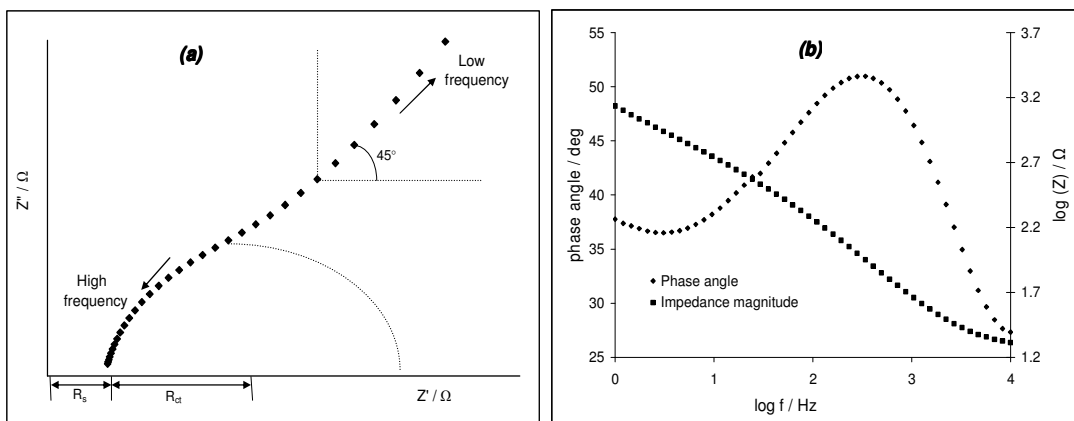 (a)
Low
frequency
45°
Z'' / Ω
High
frequency
R_s
R_ct
Z' / Ω
(b)
55
50
45
40
35
30
25
phase angle / deg
3.7
3.2
2.7
2.2
1.7
1.2
log (Z) / Ω
Phase angle
Impedance magnitude
0
1
2
3
4
log f / Hz